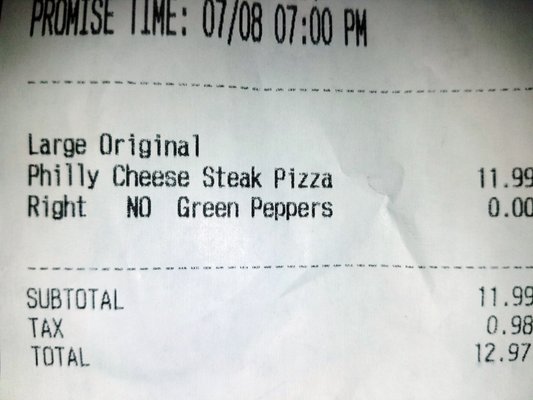 PROMISE TIME: 07/08 07:00 PM
Large Original
Philly Cheese Steak Pizza 11.99
Right NO Green Peppers 0.00
SUBTOTAL 11.99
TAX 0.98
TOTAL 12.97